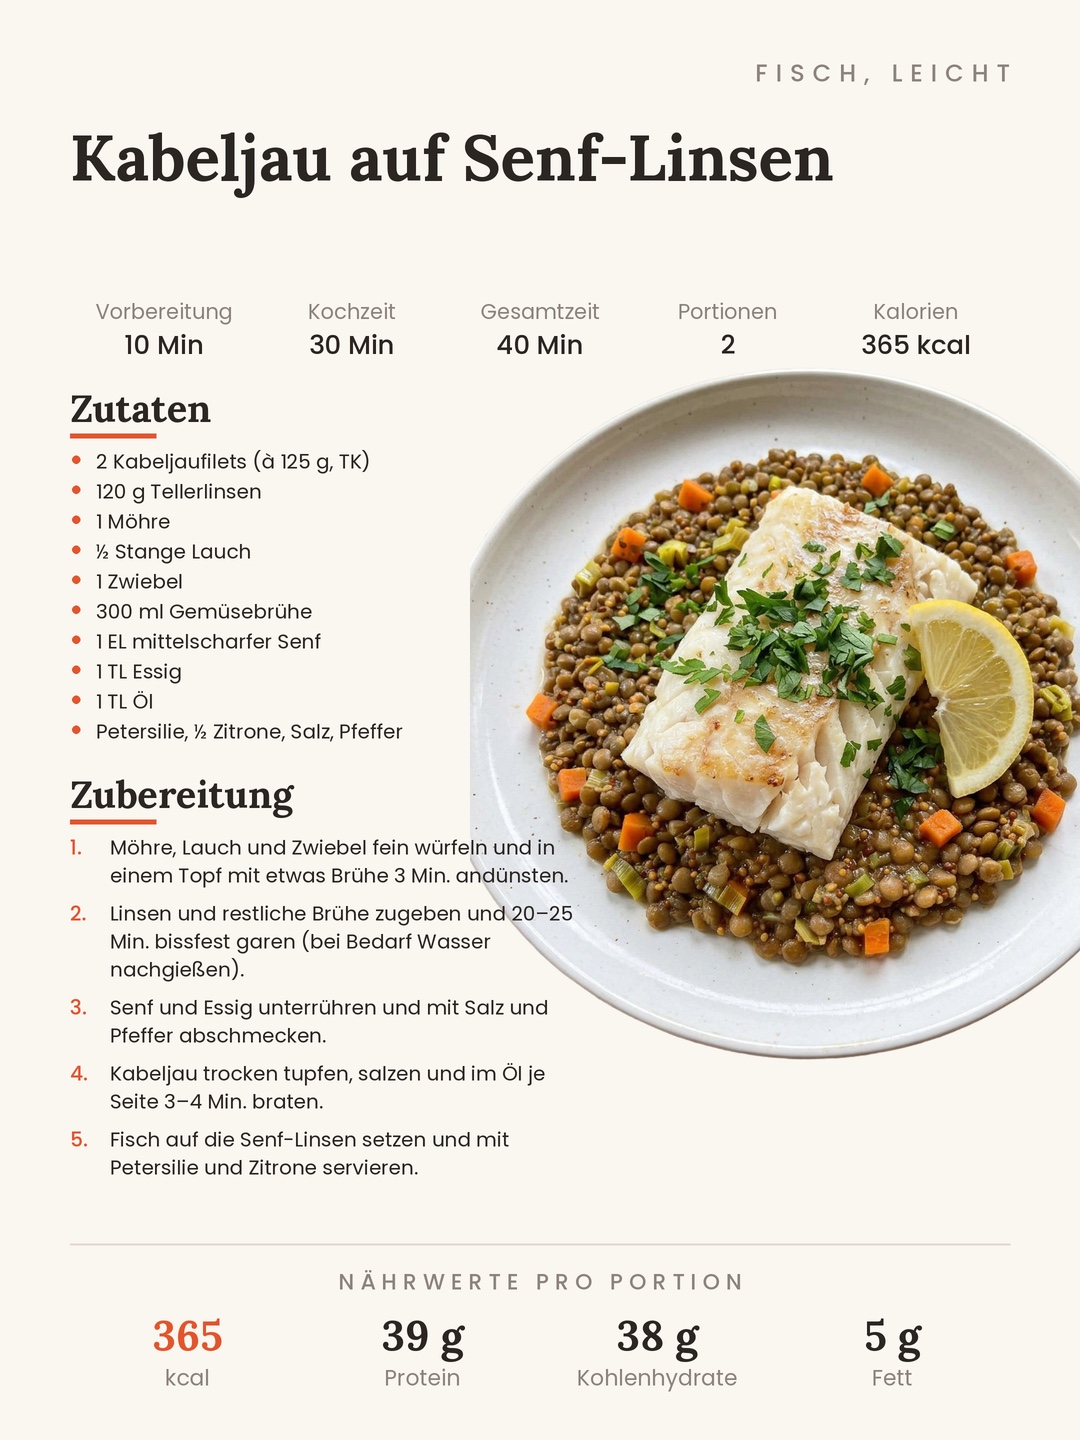 FISCH, LEICHT
Kabeljau auf Senf-Linsen
Vorbereitung Kochzeit Gesamtzeit Portionen Kalorien
10 Min 30 Min 40 Min 2 365 kcal
Zutaten
• 2 Kabeljaufilets (à 125 g, TK)
• 120 g Tellerlinsen
• 1 Möhre
• ½ Stange Lauch
• 1 Zwiebel
• 300 ml Gemüsebrühe
• 1 EL mittelscharfer Senf
• 1 TL Essig
• 1 TL Öl
• Petersilie, ½ Zitrone, Salz, Pfeffer
Zubereitung
1. Möhre, Lauch und Zwiebel fein würfeln und in
einem Topf mit etwas Brühe 3 Min. andünsten.
2. Linsen und restliche Brühe zugeben und 20–25
Min. bissfest garen (bei Bedarf Wasser
nachgießen).
3. Senf und Essig unterrühren und mit Salz und
Pfeffer abschmecken.
4. Kabeljau trocken tupfen, salzen und im Öl je
Seite 3–4 Min. braten.
5. Fisch auf die Senf-Linsen setzen und mit
Petersilie und Zitrone servieren.
NÄHRWERTE PRO PORTION
365 39 g 38 g 5 g
kcal Protein Kohlenhydrate Fett